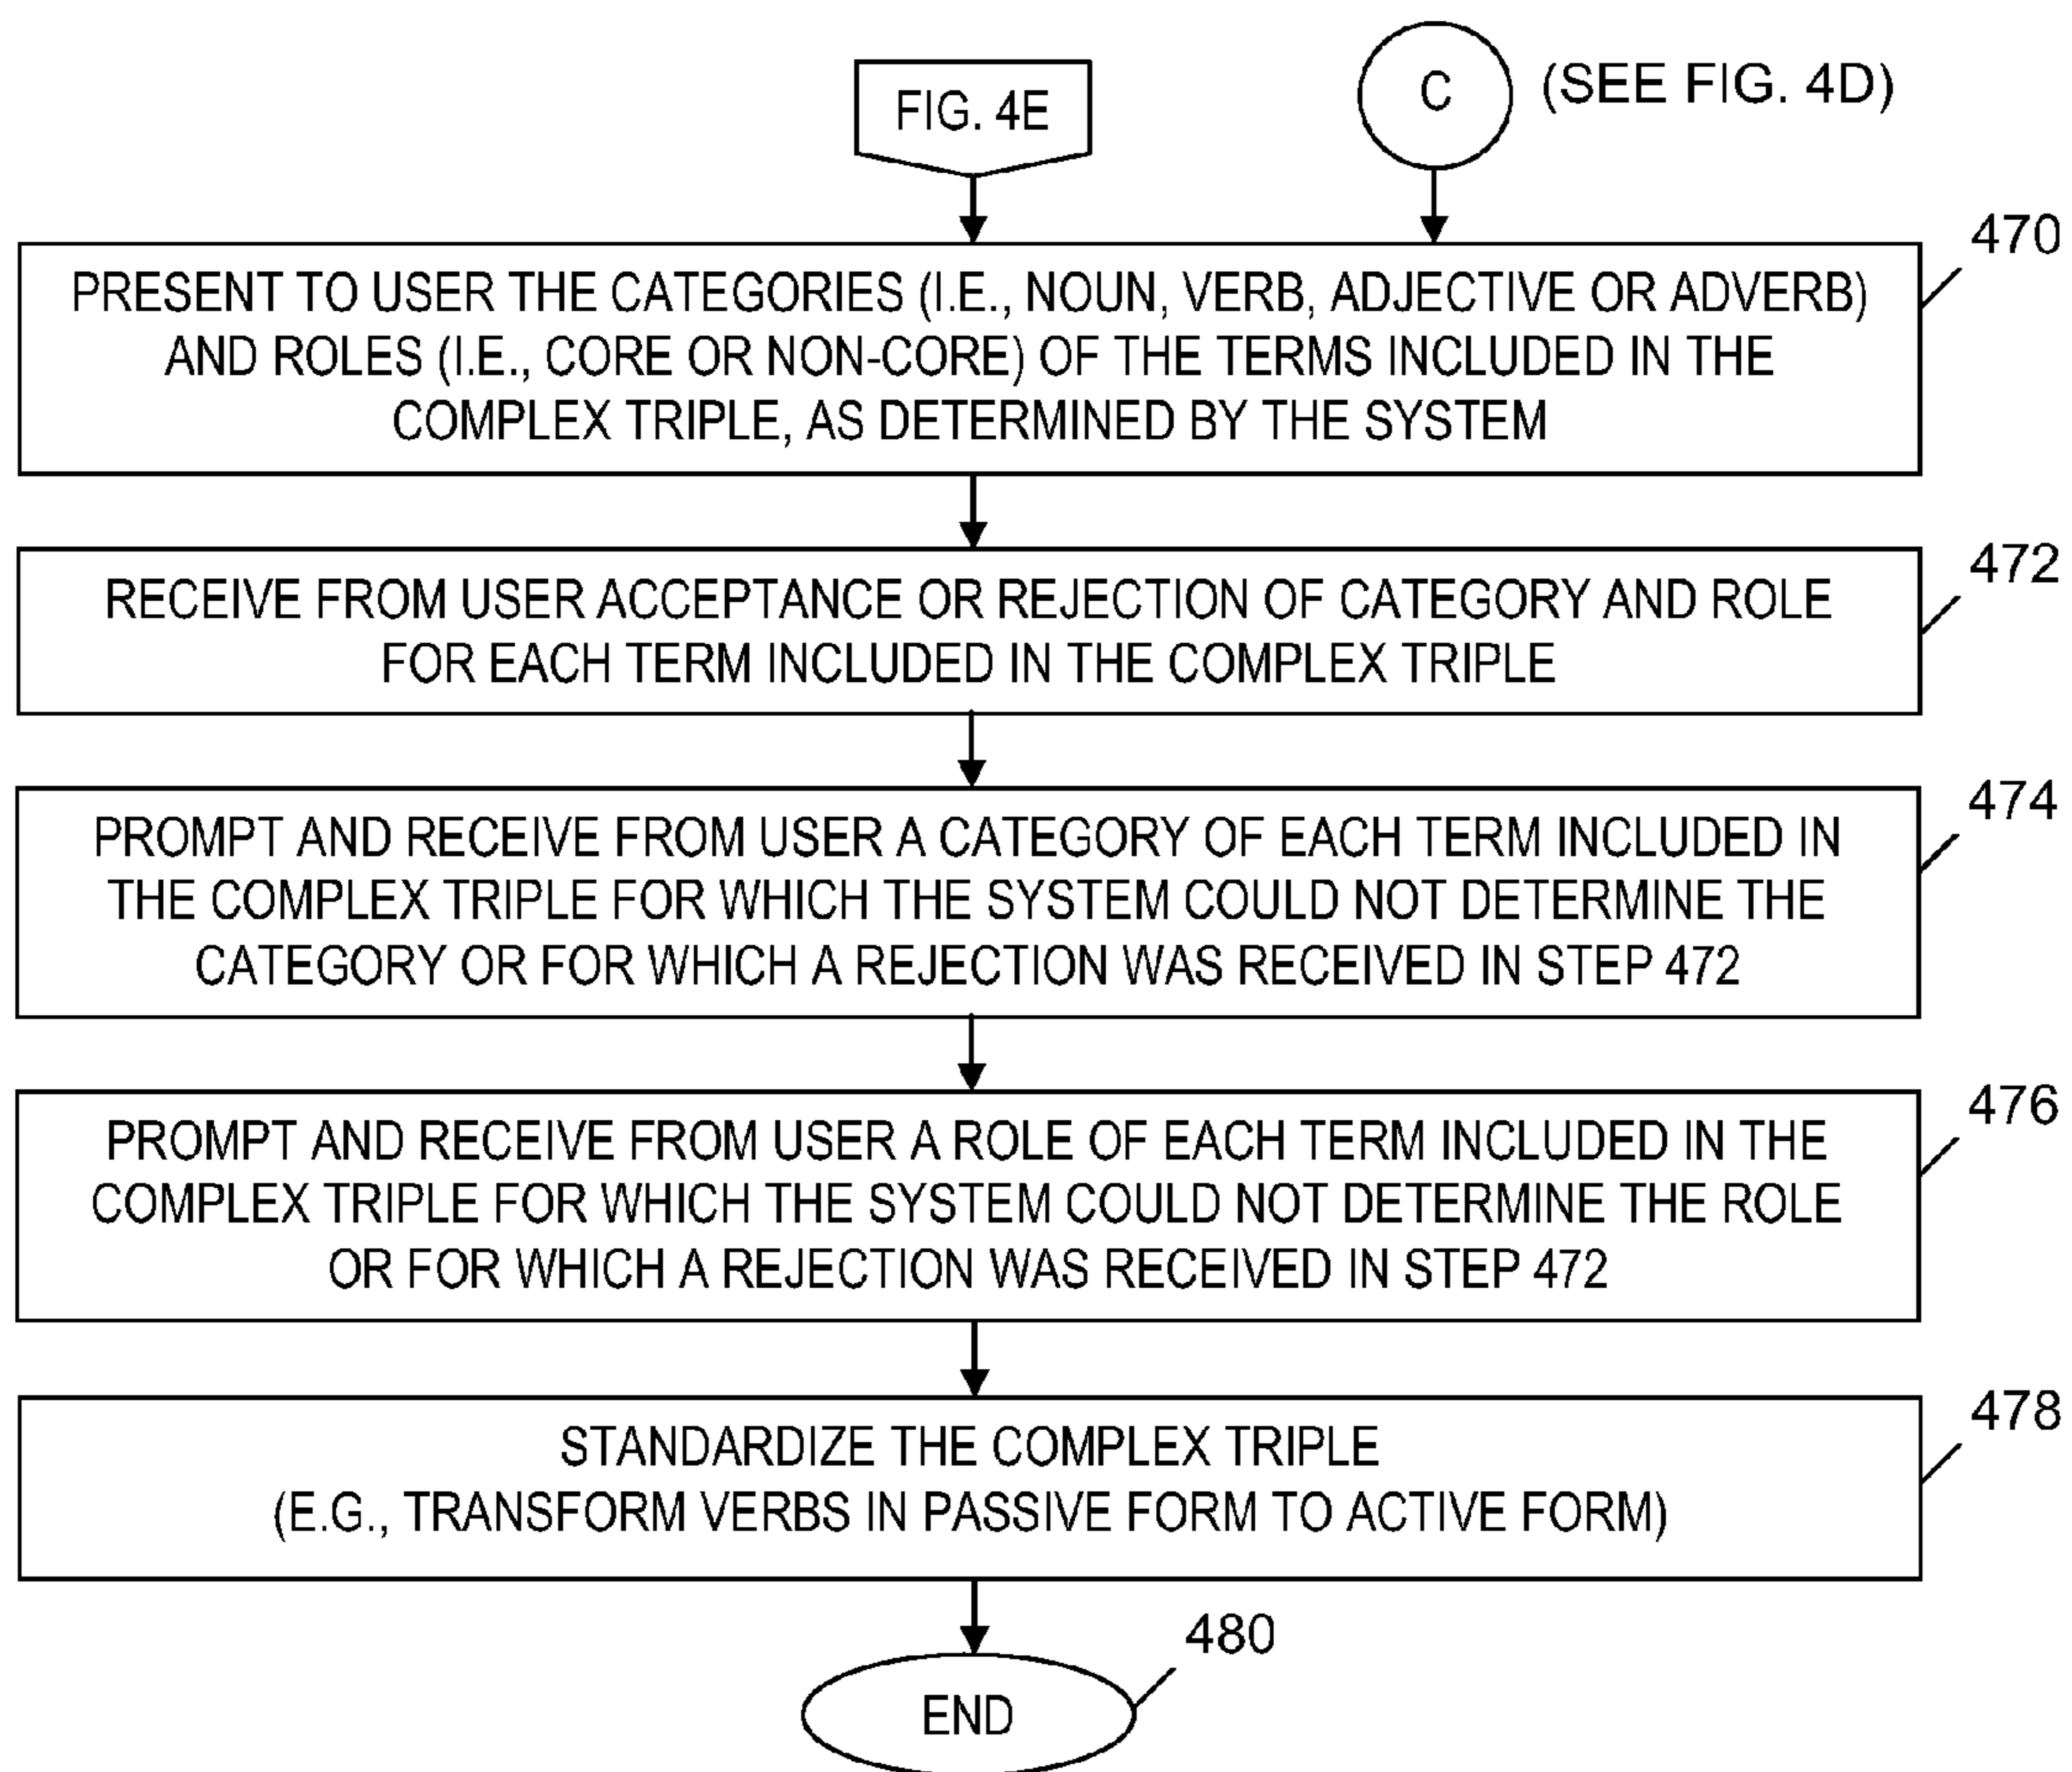 FIG. 4E
C
(SEE FIG. 4D)
470
PRESENT TO USER THE CATEGORIES (I.E., NOUN, VERB, ADJECTIVE OR ADVERB)
AND ROLES (I.E., CORE OR NON-CORE) OF THE TERMS INCLUDED IN THE
COMPLEX TRIPLE, AS DETERMINED BY THE SYSTEM
472
RECEIVE FROM USER ACCEPTANCE OR REJECTION OF CATEGORY AND ROLE
FOR EACH TERM INCLUDED IN THE COMPLEX TRIPLE
474
PROMPT AND RECEIVE FROM USER A CATEGORY OF EACH TERM INCLUDED IN
THE COMPLEX TRIPLE FOR WHICH THE SYSTEM COULD NOT DETERMINE THE
CATEGORY OR FOR WHICH A REJECTION WAS RECEIVED IN STEP 472
476
PROMPT AND RECEIVE FROM USER A ROLE OF EACH TERM INCLUDED IN THE
COMPLEX TRIPLE FOR WHICH THE SYSTEM COULD NOT DETERMINE THE ROLE
OR FOR WHICH A REJECTION WAS RECEIVED IN STEP 472
478
STANDARDIZE THE COMPLEX TRIPLE
(E.G., TRANSFORM VERBS IN PASSIVE FORM TO ACTIVE FORM)
480
END